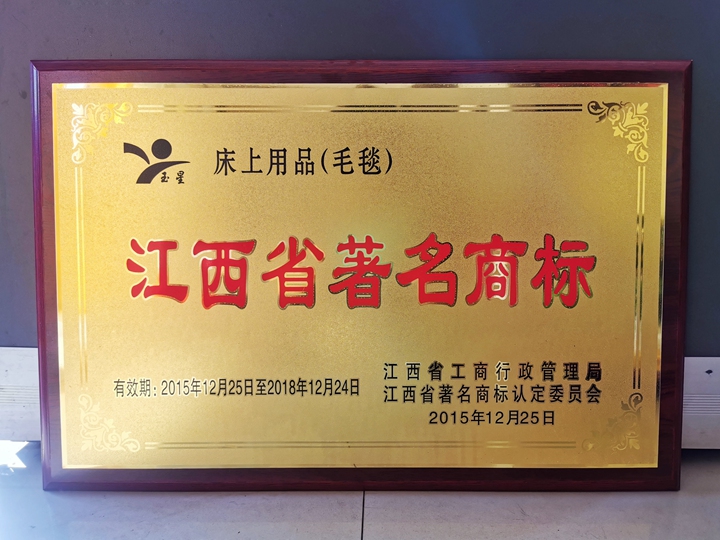 玉星
床上用品(毛毯)
江西省著名商标
有效期:2015年12月25日至2018年12月24日
江西省工商行政管理局
江西省著名商标认定委员会
2015年12月25日